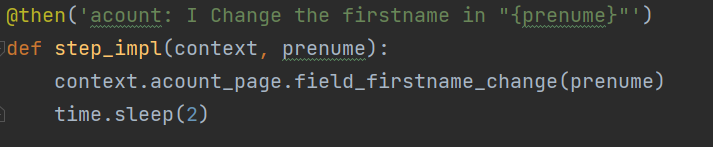 @then('acount: I Change the firstname in "{prenume}"')
def step_impl(context, prenume):
    context.acount_page.field_firstname_change(prenume)
    time.sleep(2)